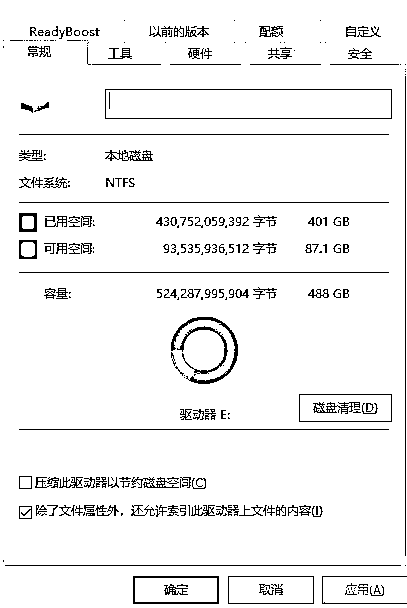 ReadyBoost 以前的版本 配额 自定义
常规 工具 硬件 共享 安全
类型: 本地磁盘
文件系统: NTFS
已用空间: 430,752,059,392 字节 401 GB
可用空间: 93,535,936,512 字节 87.1 GB
容量: 524,287,995,904 字节 488 GB
驱动器 E: 磁盘清理(D)
压缩此驱动器以节约磁盘空间(C)
除了文件属性外，还允许索引此驱动器上文件的内容(I)
确定 取消 应用(A)